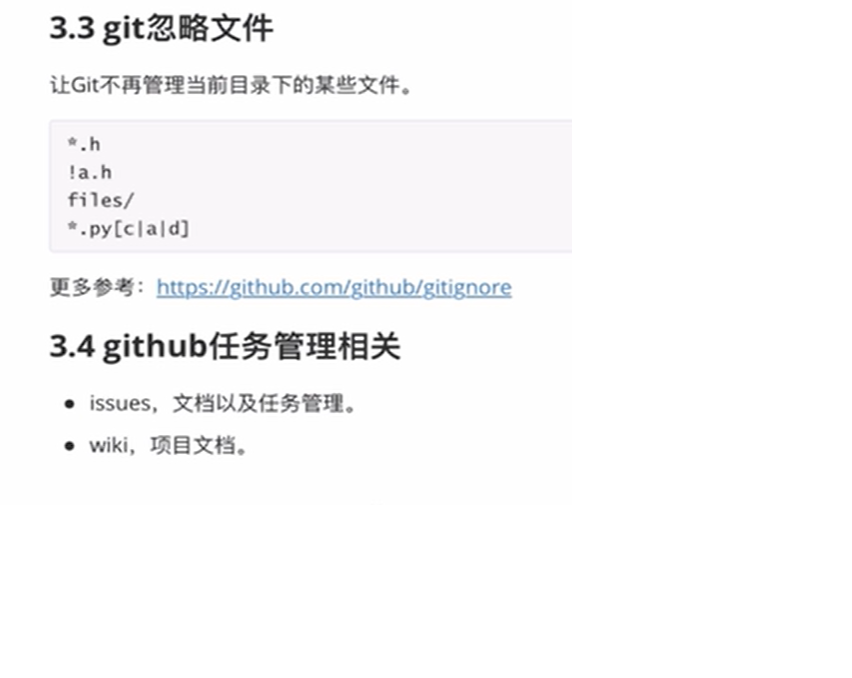 3.3 git忽略文件
让Git不再管理当前目录下的某些文件。
*.h
!a.h
files/
*.py[c|a|d]
更多参考：https://github.com/github/gitignore
3.4 github任务管理相关
● issues，文档以及任务管理。
● wiki，项目文档。